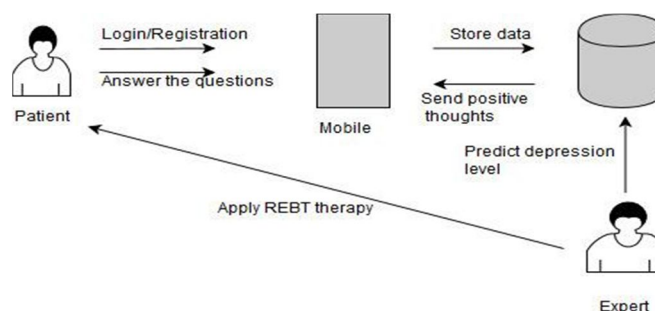 Login/Registration
Store data
Answer the questions
Send positive
thoughts
Patient
Mobile
Predict depression
level
Apply REBT therapy
Expert